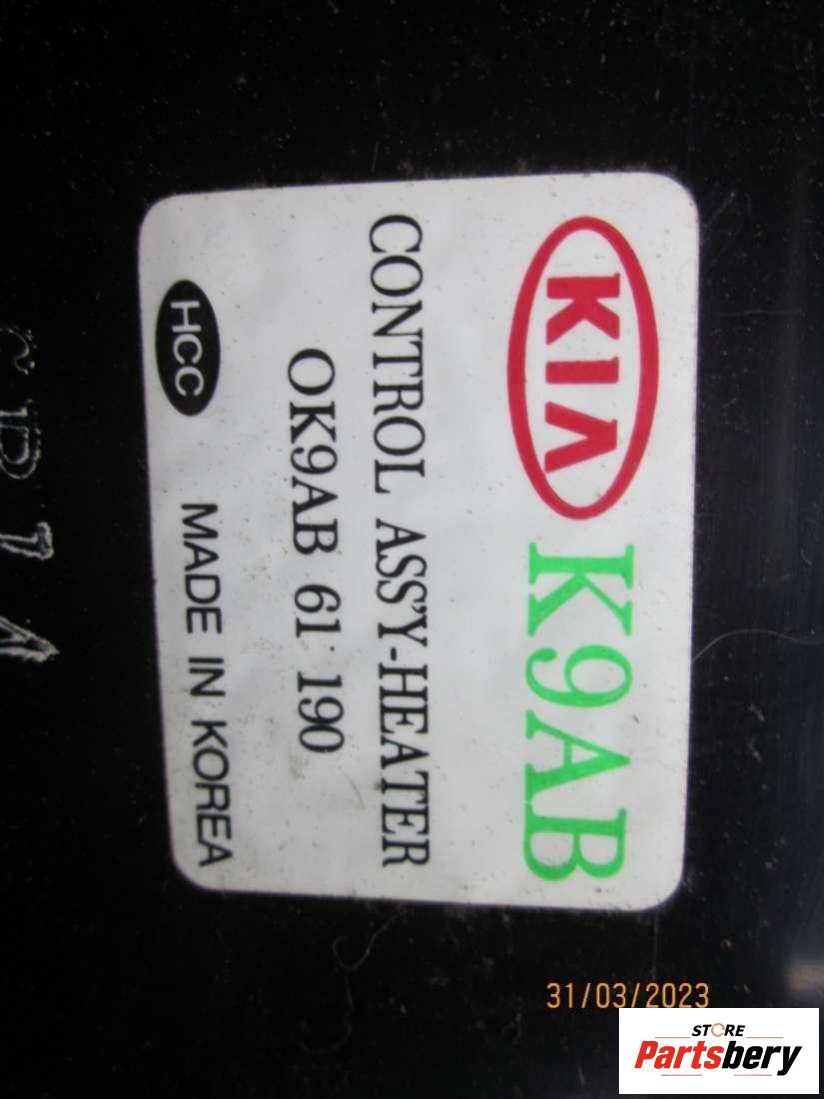 KIA K9AB
CONTROL ASS'Y-HEATER
OK9AB 61 190
HCC MADE IN KOREA
31/03/2023
STORE
Partsbery